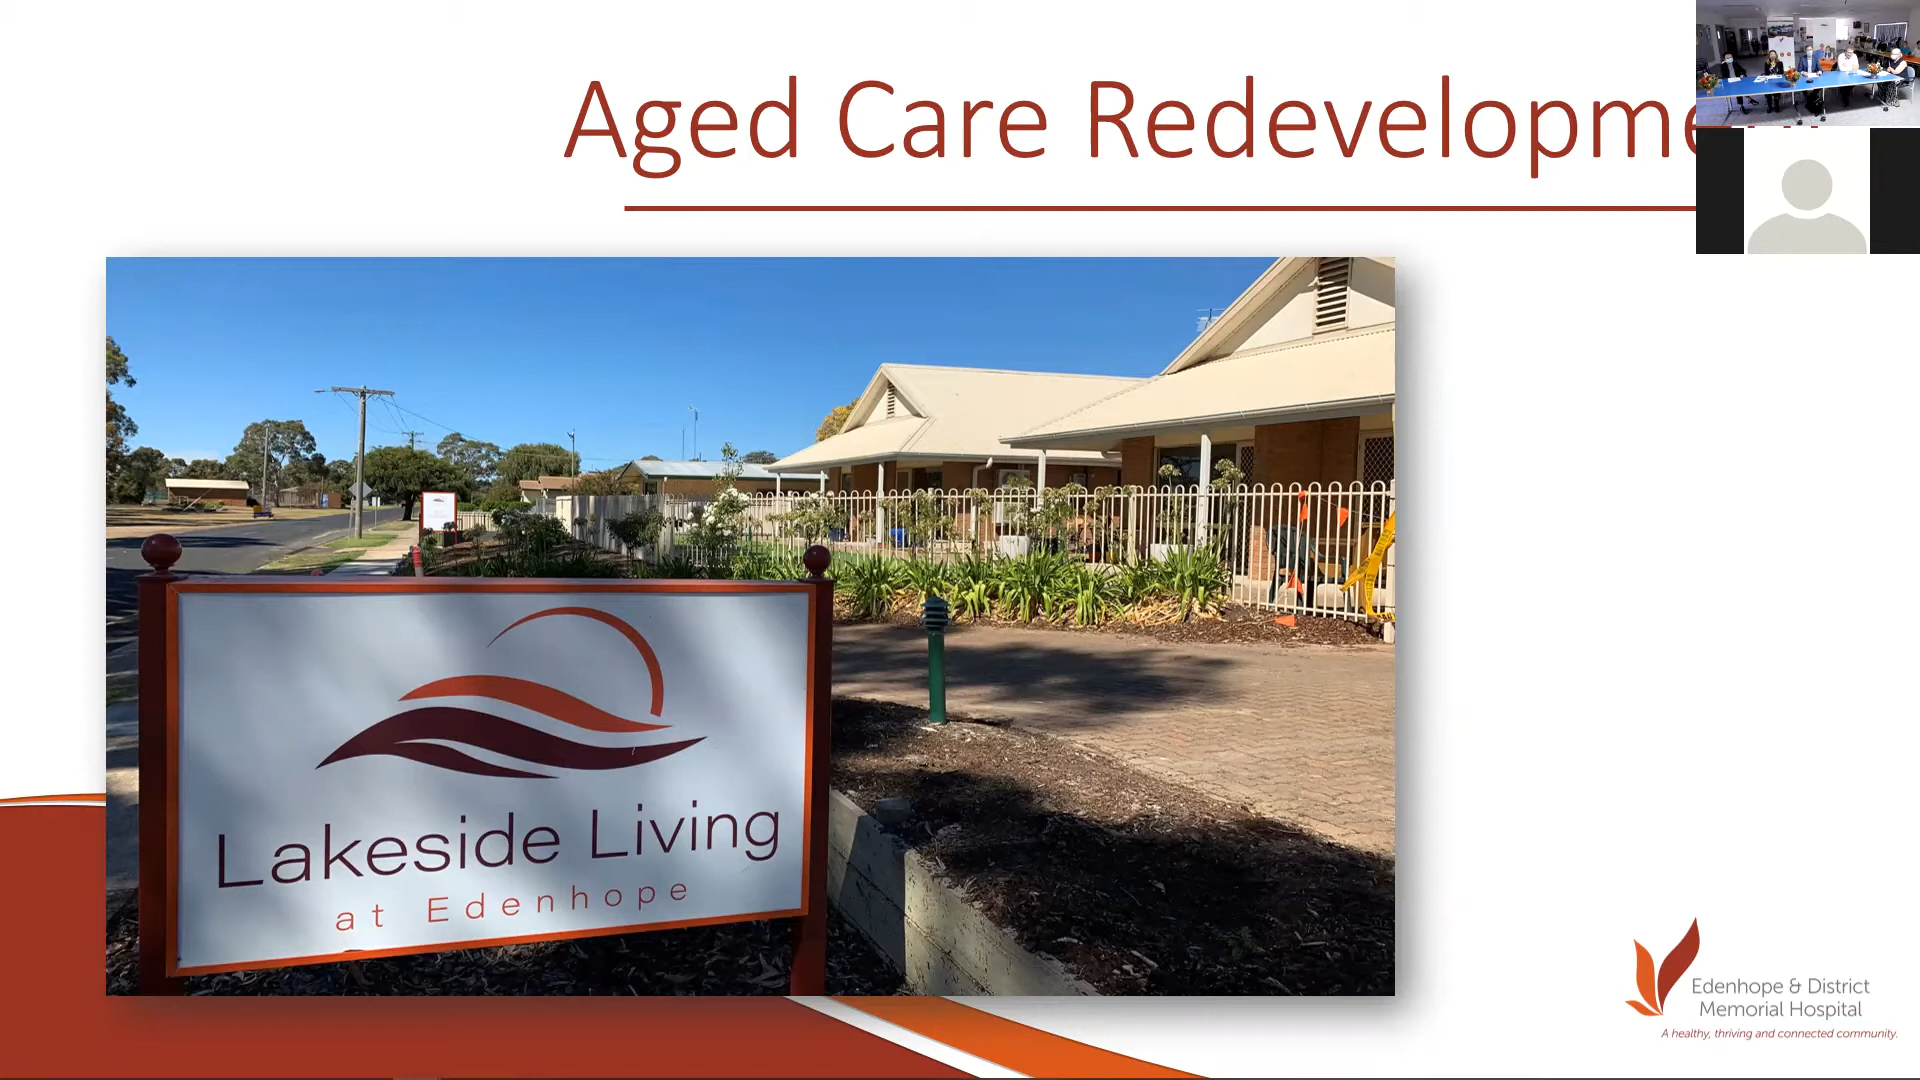 Aged Care Redevelopme
Lakeside Living
at Edenhope
Edenhope & District
Memorial Hospital
A healthy, thriving and connected community.